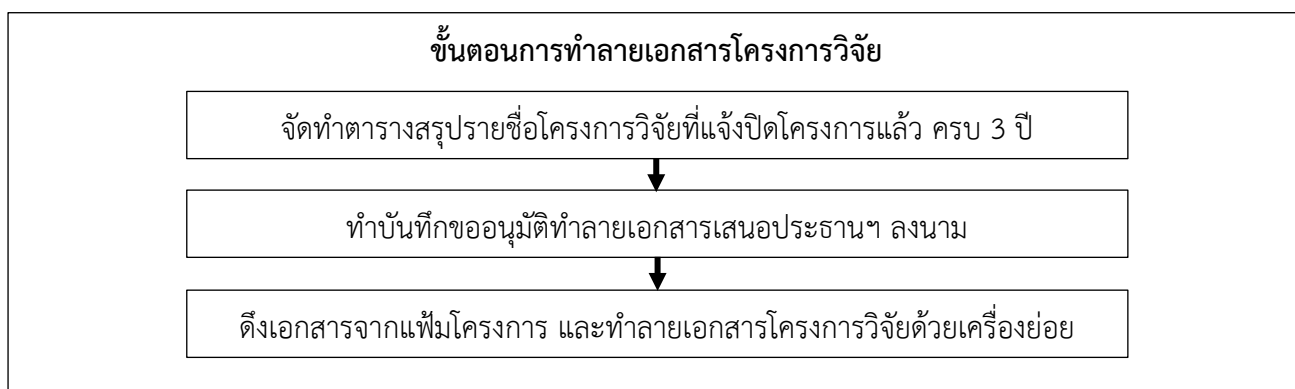 ขั้นตอนการทำลายเอกสารโครงการวิจัย
จัดทำตารางสรุปรายชื่อโครงการวิจัยที่แจ้งปิดโครงการแล้ว ครบ 3 ปี
ทำบันทึกขออนุมัติทำลายเอกสารเสนอประธานฯ ลงนาม
ดึงเอกสารจากแฟ้มโครงการ และทำลายเอกสารโครงการวิจัยด้วยเครื่องย่อย